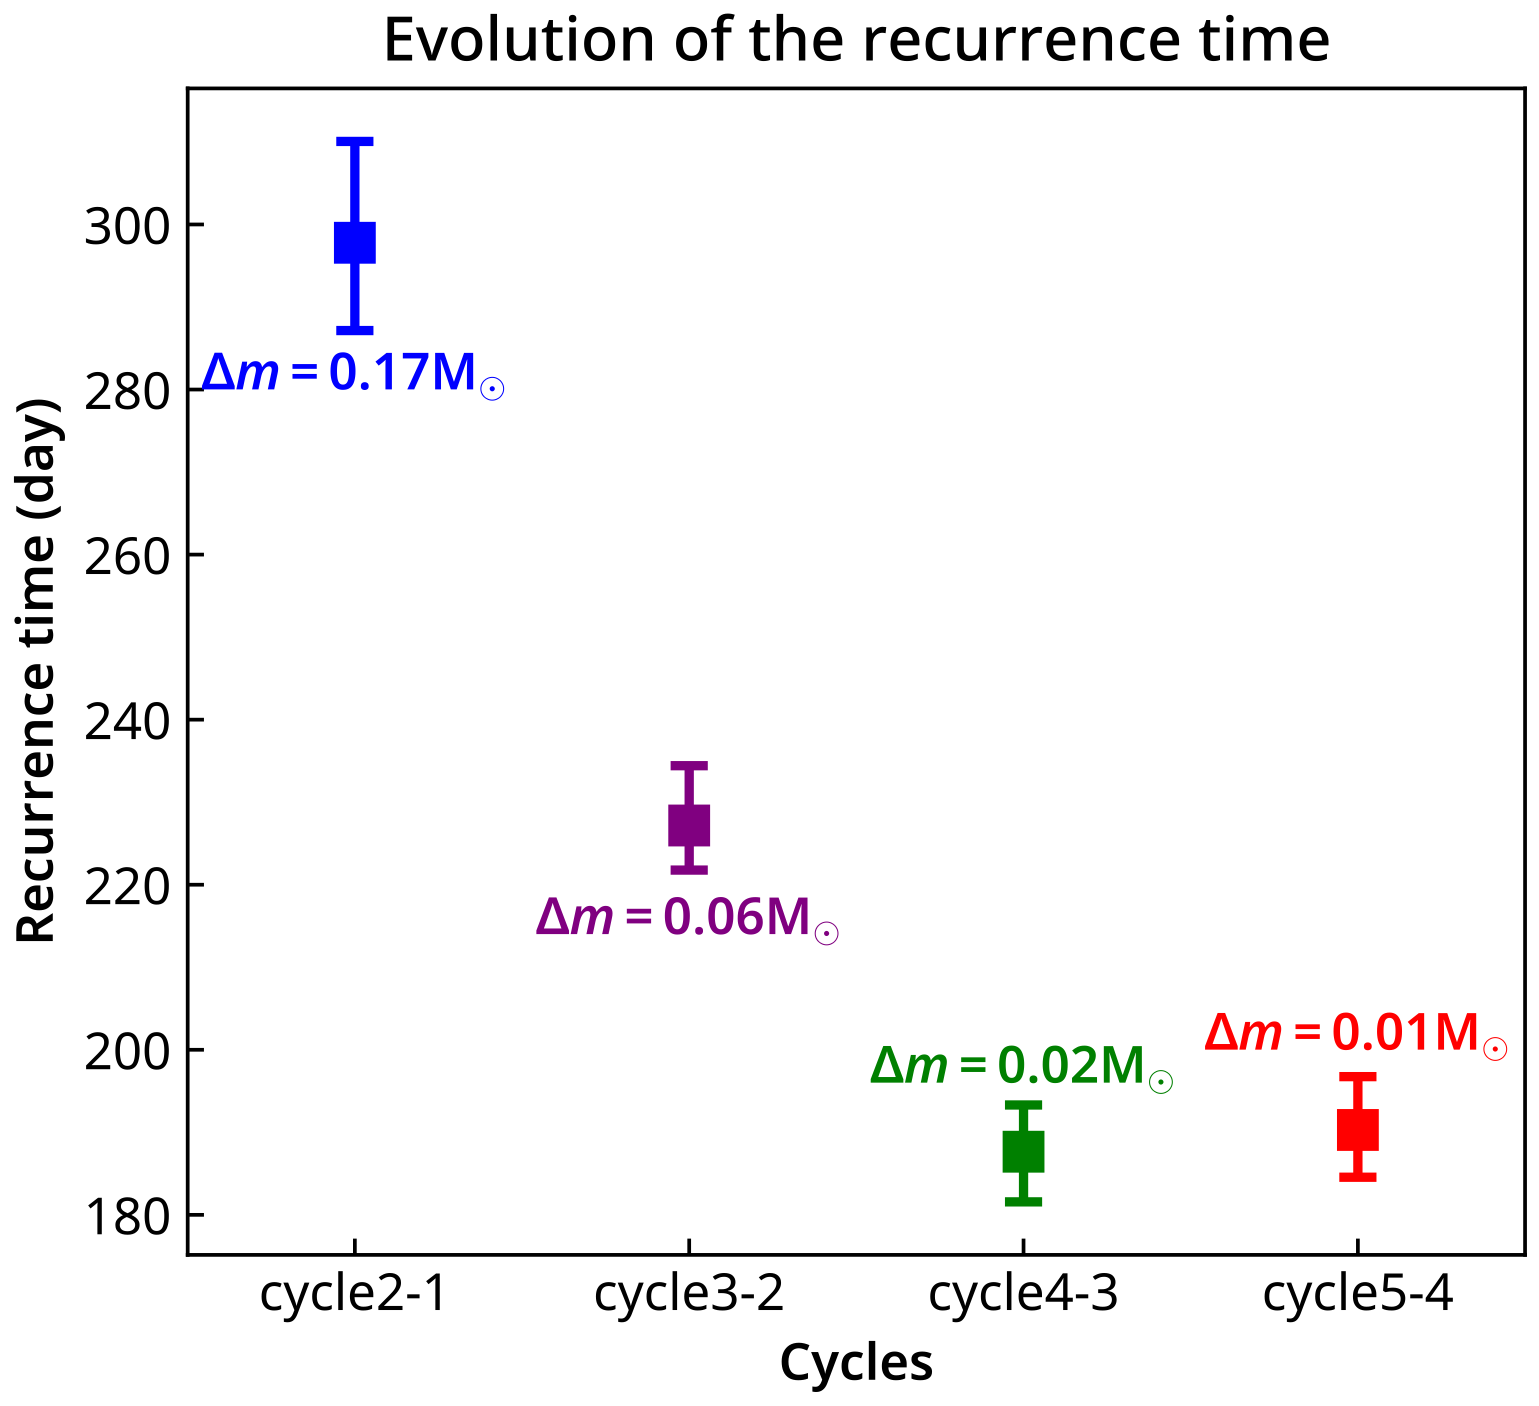 Evolution of the recurrence time
Recurrence time (day)
300
280
260
240
220
200
180
Δm = 0.17M☉
Δm = 0.06M☉
Δm = 0.02M☉
Δm = 0.01M☉
cycle2-1
cycle3-2
cycle4-3
cycle5-4
Cycles